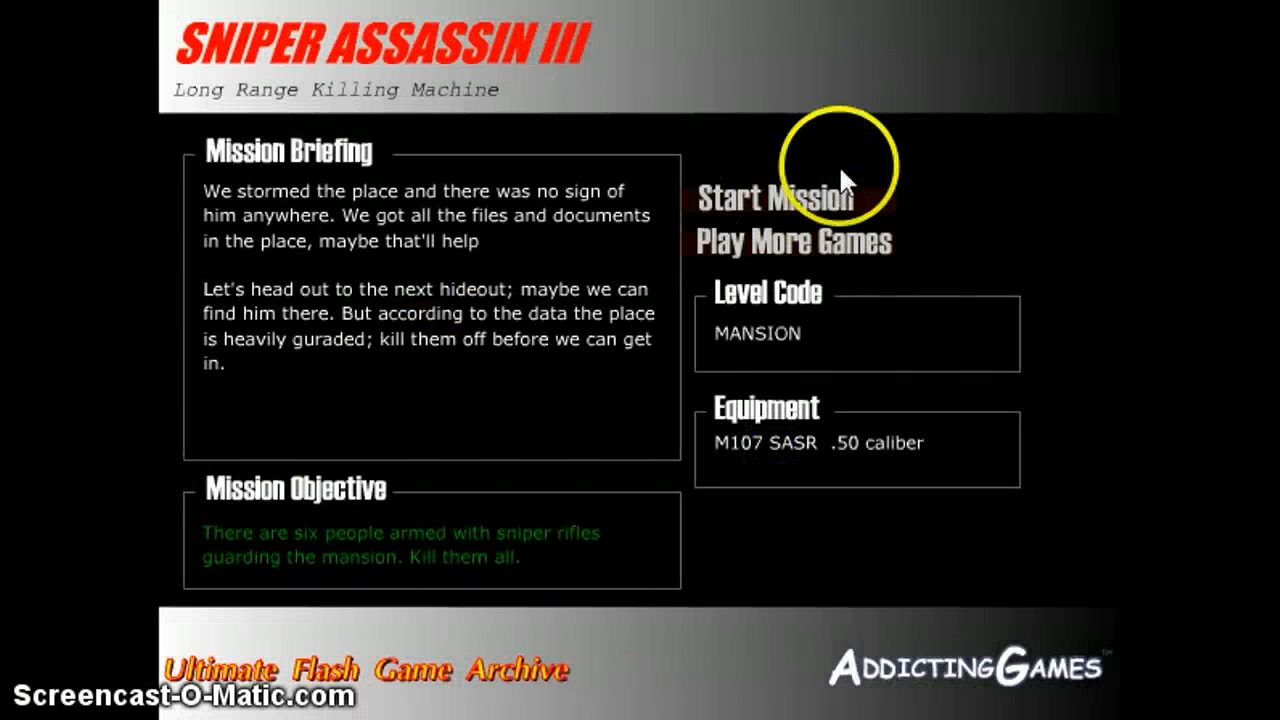 SNIPER ASSASSIN III
Long Range Killing Machine
Mission Briefing
We stormed the place and there was no sign of
him anywhere. We got all the files and documents
in the place, maybe that'll help
Let's head out to the next hideout; maybe we can
find him there. But according to the data the place
is heavily guraded; kill them off before we can get
in.
Mission Objective
There are six people armed with sniper rifles
guarding the mansion. Kill them all.
Start Mission
Play More Games
Level Code
MANSION
Equipment
M107 SASR .50 caliber
Ultimate Flash Game Archive
Screencast-O-Matic.com
ADDICTINGGAMES™